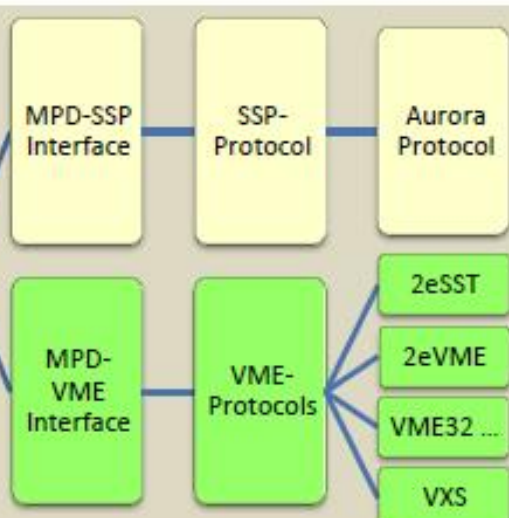 MPD-SSP
Interface
SSP-
Protocol
Aurora
Protocol
MPD-
VME
Interface
VME-
Protocols
2eSST
2eVME
VME32 ...
VXS